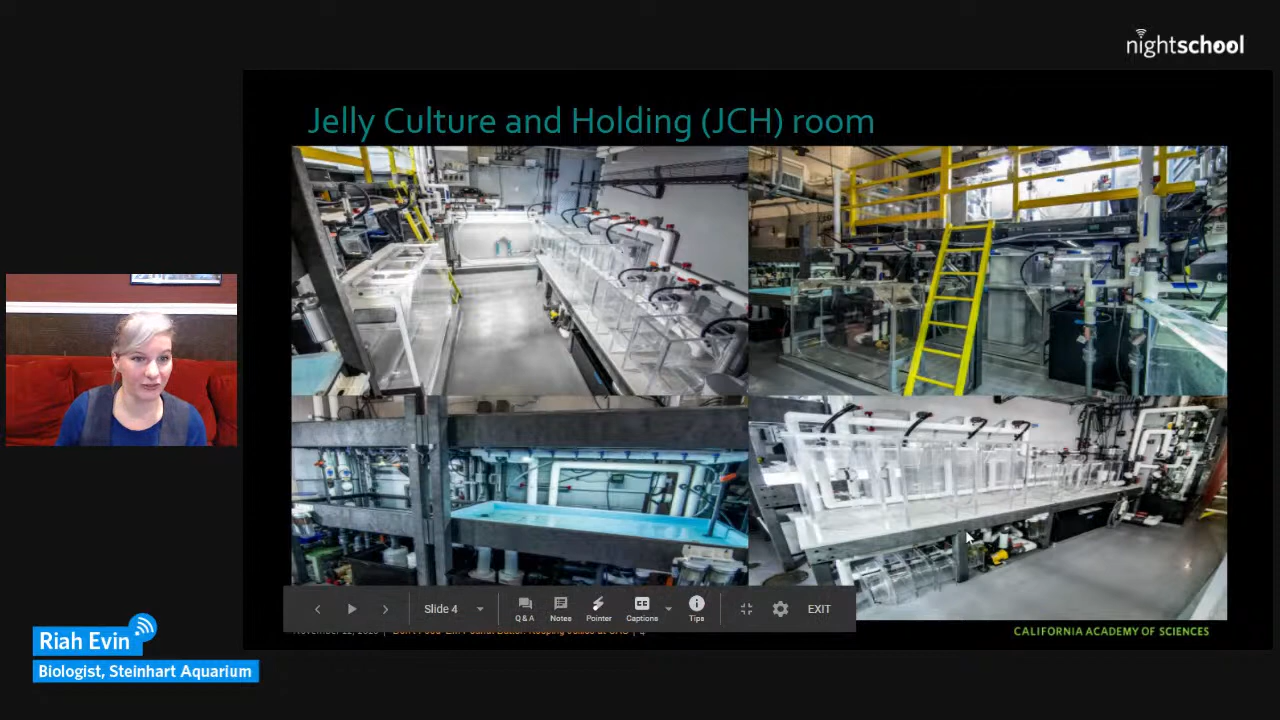 nightschool
Jelly Culture and Holding (JCH) room
Slide 4
Q & A
Notes
Pointer
Captions
Tips
EXIT
CALIFORNIA ACADEMY OF SCIENCES
Riah Evin
Biologist, Steinhart Aquarium